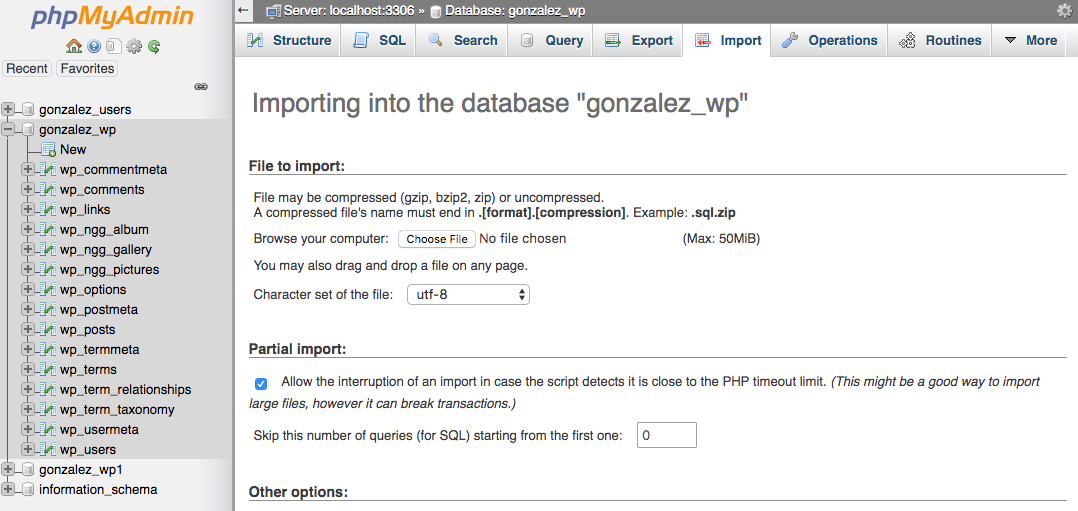 phpMyAdmin
Recent Favorites
gonzalez_users
gonzalez_wp
New
wp_commentmeta
wp_comments
wp_links
wp_ngg_album
wp_ngg_gallery
wp_ngg_pictures
wp_options
wp_postmeta
wp_posts
wp_termmeta
wp_terms
wp_term_relationships
wp_term_taxonomy
wp_usermeta
wp_users
gonzalez_wp1
information_schema
Server: localhost:3306 » Database: gonzalez_wp
Structure SQL Search Query Export Import Operations Routines More
Importing into the database "gonzalez_wp"
File to import:
File may be compressed (gzip, bzip2, zip) or uncompressed.
A compressed file's name must end in .[format].[compression]. Example: .sql.zip
Browse your computer: Choose File No file chosen (Max: 50MiB)
You may also drag and drop a file on any page.
Character set of the file: utf-8
Partial import:
Allow the interruption of an import in case the script detects it is close to the PHP timeout limit. (This might be a good way to import
large files, however it can break transactions.)
Skip this number of queries (for SQL) starting from the first one: 0
Other options: